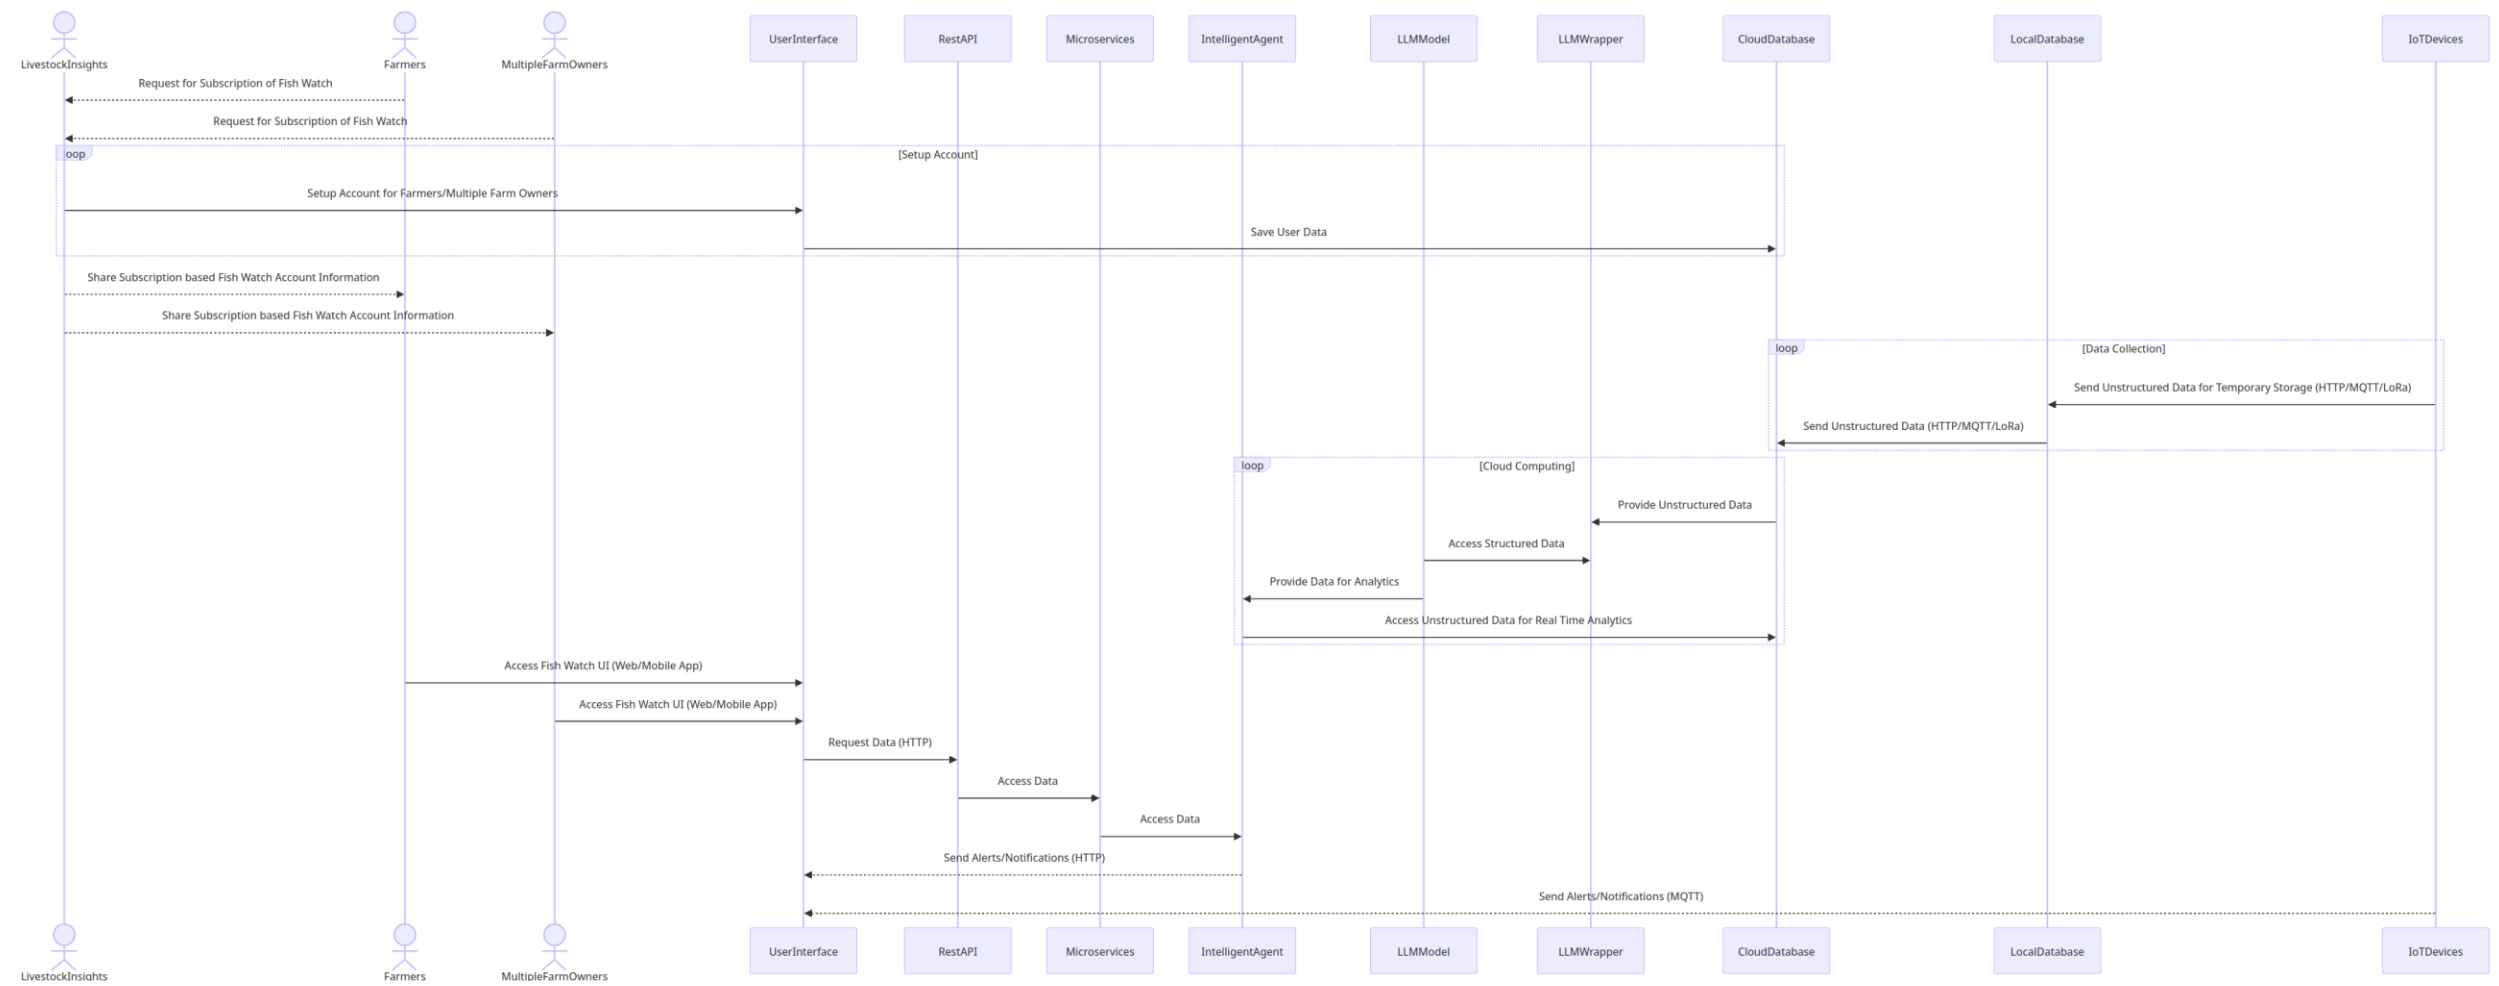 LivestockInsights
Farmers
MultipleFarmOwners
UserInterface
RestAPI
Microservices
IntelligentAgent
LLMModel
LLMWrapper
CloudDatabase
LocalDatabase
IoTDevices
Request for Subscription of Fish Watch
Request for Subscription of Fish Watch
loop
[Setup Account]
Setup Account for Farmers/Multiple Farm Owners
Save User Data
Share Subscription based Fish Watch Account Information
Share Subscription based Fish Watch Account Information
loop
[Data Collection]
Send Unstructured Data for Temporary Storage (HTTP/MQTT/LoRa)
Send Unstructured Data (HTTP/MQTT/LoRa)
loop
[Cloud Computing]
Provide Unstructured Data
Access Structured Data
Provide Data for Analytics
Access Unstructured Data for Real Time Analytics
Access Fish Watch UI (Web/Mobile App)
Access Fish Watch UI (Web/Mobile App)
Request Data (HTTP)
Access Data
Access Data
Send Alerts/Notifications (HTTP)
Send Alerts/Notifications (MQTT)
LivestockInsights
Farmers
MultipleFarmOwners
UserInterface
RestAPI
Microservices
IntelligentAgent
LLMModel
LLMWrapper
CloudDatabase
LocalDatabase
IoTDevices